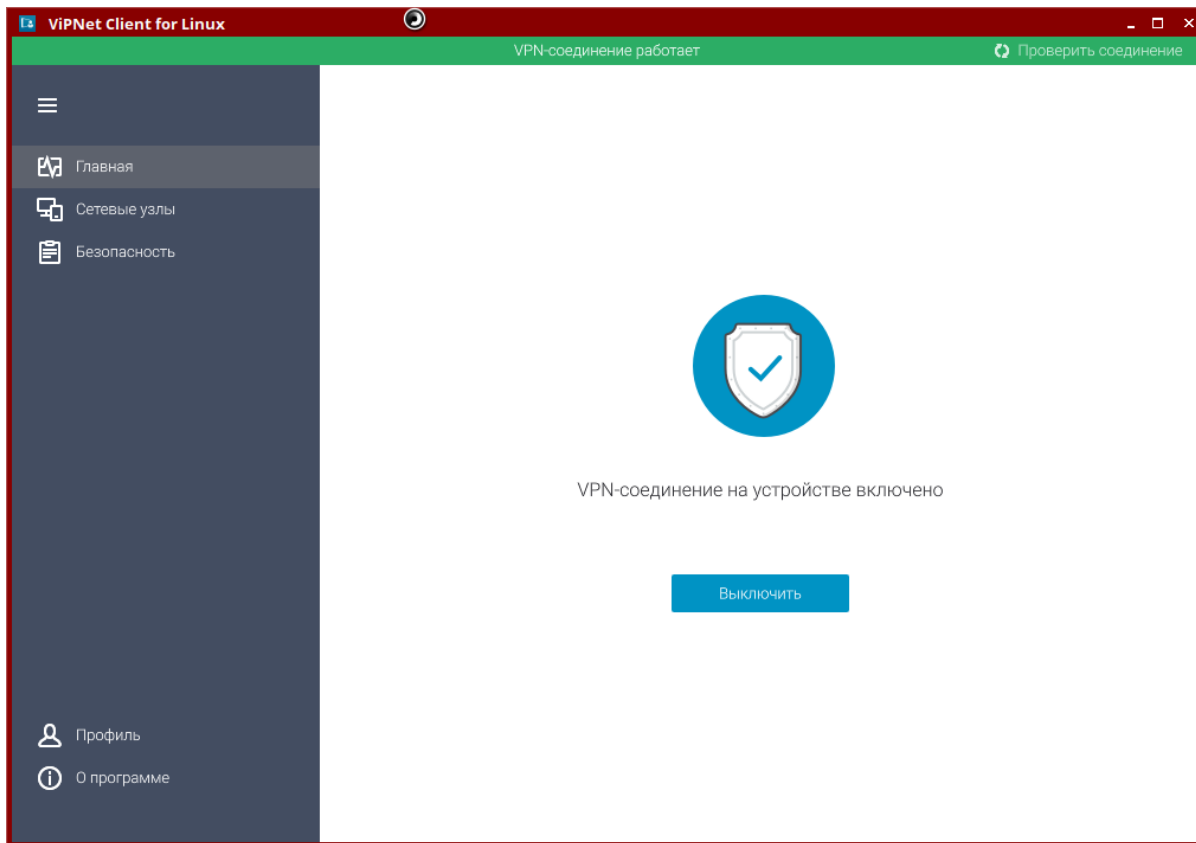 ViPNet Client for Linux
VPN-соединение работает
Проверить соединение
Главная
Сетевые узлы
Безопасность
VPN-соединение на устройстве включено
Выключить
Профиль
О программе